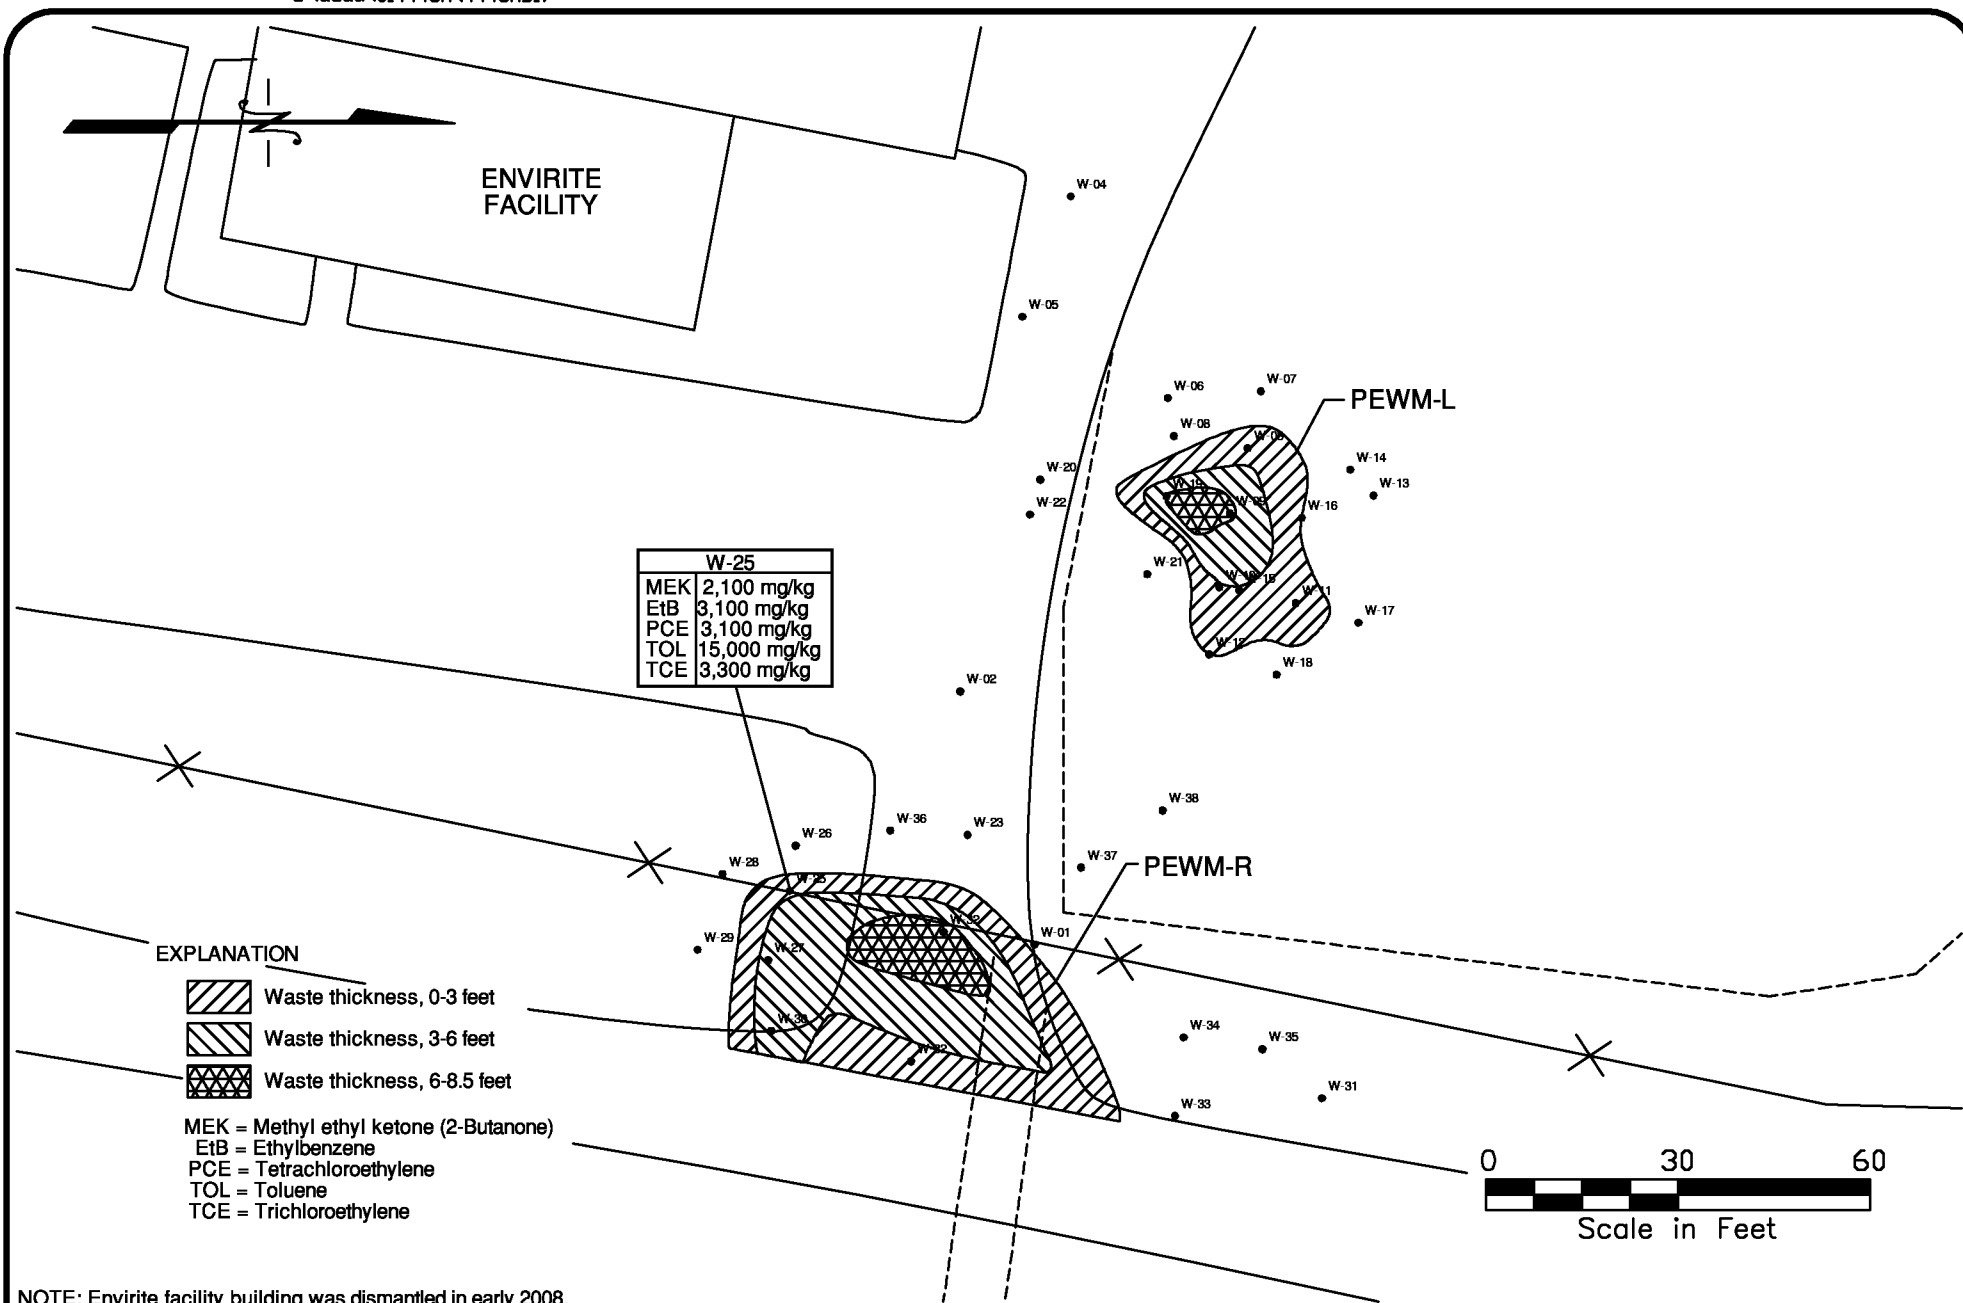 ENVIRITE
FACILITY
W-04
W-05
W-06
W-07
PEWM-L
W-08
W-14
W-20
W-13
W-19
W-22
W-16
W-21
W-15
W-11
W-17
W-18
W-25
MEK 2,100 mg/kg
EtB 3,100 mg/kg
PCE 3,100 mg/kg
TOL 15,000 mg/kg
TCE 3,300 mg/kg
W-02
W-38
W-36
W-23
W-26
W-37
PEWM-R
W-28
W-25
W-32
W-01
W-29
W-27
W-30
W-34
W-35
W-31
W-33
EXPLANATION
Waste thickness, 0-3 feet
Waste thickness, 3-6 feet
Waste thickness, 6-8.5 feet
MEK = Methyl ethyl ketone (2-Butanone)
EtB = Ethylbenzene
PCE = Tetrachloroethylene
TOL = Toluene
TCE = Trichloroethylene
0 30 60
Scale in Feet
NOTE: Envirite facility building was dismantled in early 2008